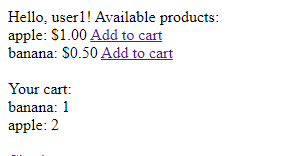 Hello, user1! Available products:
apple: $1.00 Add to cart
banana: $0.50 Add to cart
Your cart:
banana: 1
apple: 2